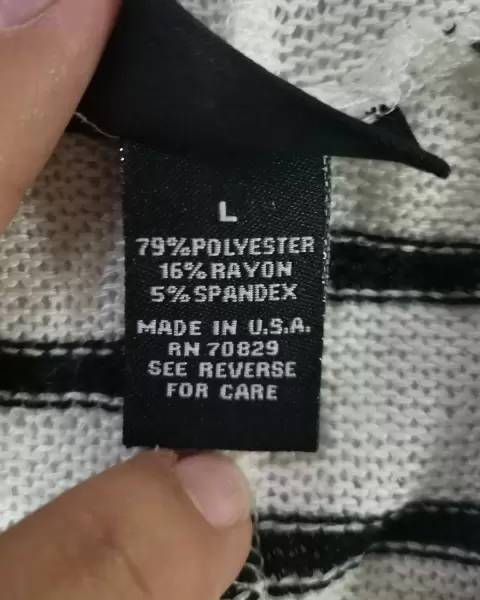 L
79%POLYESTER
16%RAYON
5%SPANDEX
MADE IN U.S.A.
RN 70829
SEE REVERSE
FOR CARE